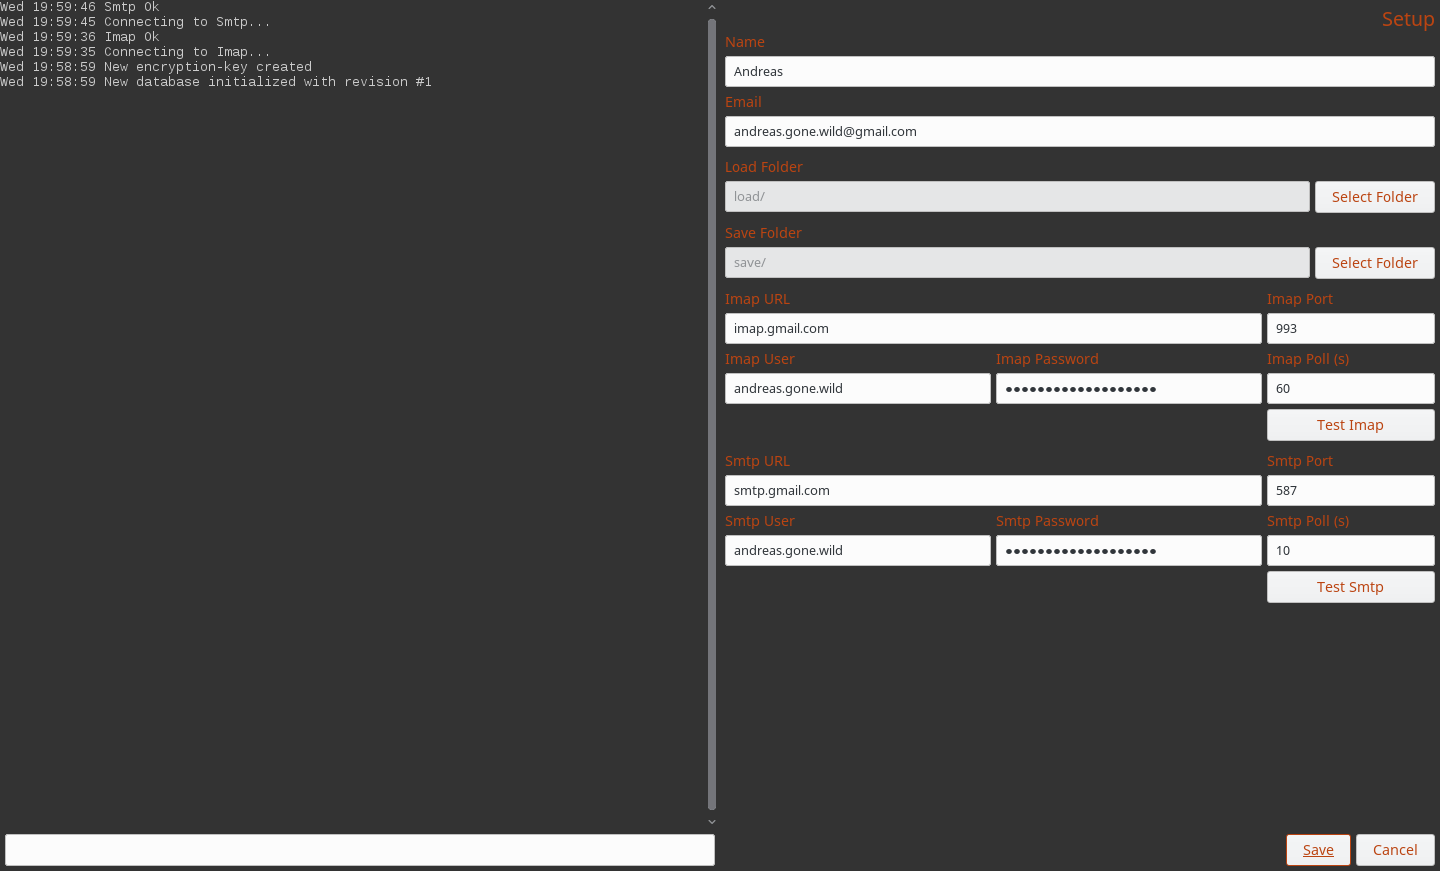 Wed 19:59:46 Smtp Ok
Wed 19:59:45 Connecting to Smtp...
Wed 19:59:36 Imap Ok
Wed 19:59:35 Connecting to Imap...
Wed 19:58:59 New encryption-key created
Wed 19:58:59 New database initialized with revision #1
Setup
Name
Andreas
Email
andreas.gone.wild@gmail.com
Load Folder
load/ Select Folder
Save Folder
save/ Select Folder
Imap URL Imap Port
imap.gmail.com 993
Imap User Imap Password Imap Poll (s)
andreas.gone.wild ••••••••••••••••••• 60
Test Imap
Smtp URL Smtp Port
smtp.gmail.com 587
Smtp User Smtp Password Smtp Poll (s)
andreas.gone.wild ••••••••••••••••••• 10
Test Smtp
Save Cancel